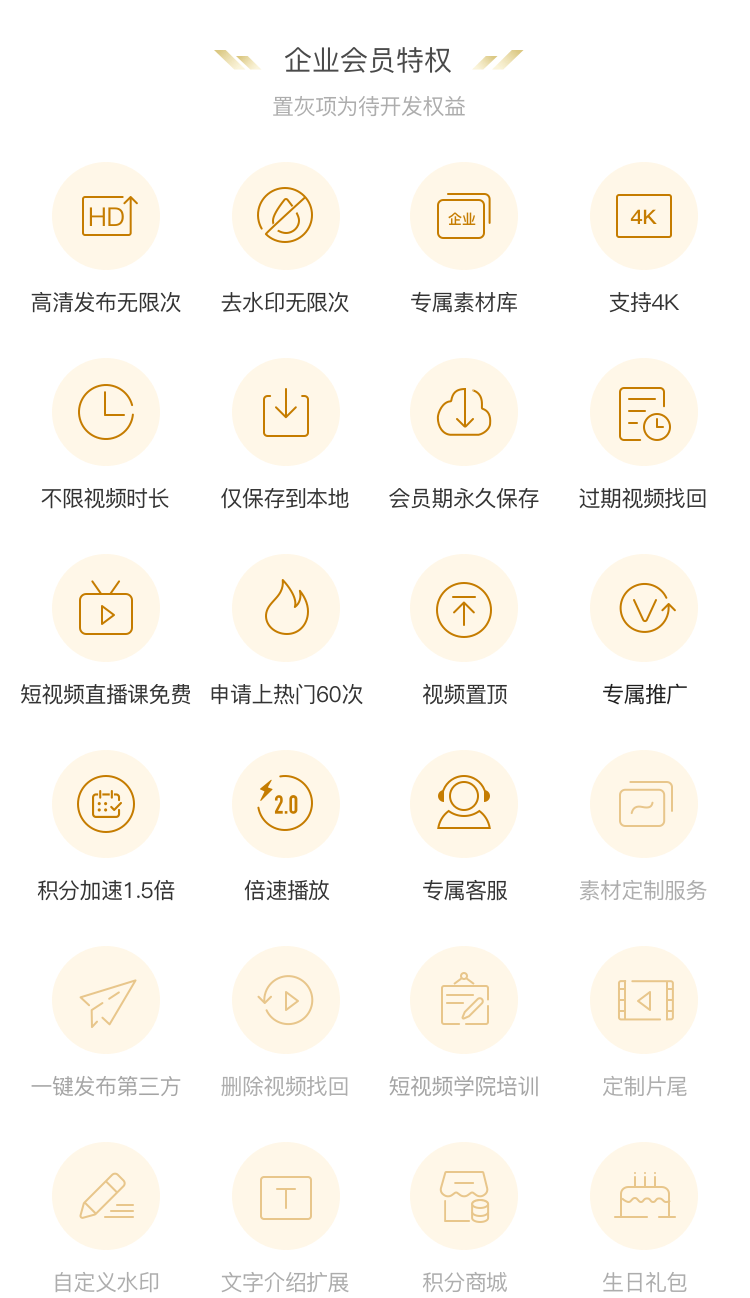 企业会员特权
置灰项为待开发权益
HD
企业
4K
高清发布无限次
去水印无限次
专属素材库
支持4K
不限视频时长
仅保存到本地
会员期永久保存
过期视频找回
短视频直播课免费
申请上热门60次
视频置顶
专属推广
2.0
积分加速1.5倍
倍速播放
专属客服
素材定制服务
一键发布第三方
删除视频找回
短视频学院培训
定制片尾
T
自定义水印
文字介绍扩展
积分商城
生日礼包